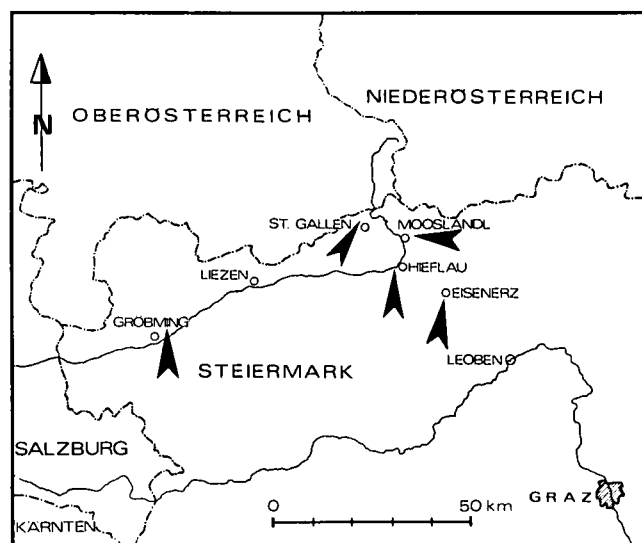 NIEDERÖSTERREICH
OBERÖSTERREICH
N
ST. GALLEN
MOOSLANDL
HIEFLAU
LIEZEN
EISENERZ
GRÖBMING
LEOBEN
STEIERMARK
SALZBURG
0 50 km
GRAZ
KÄRNTEN